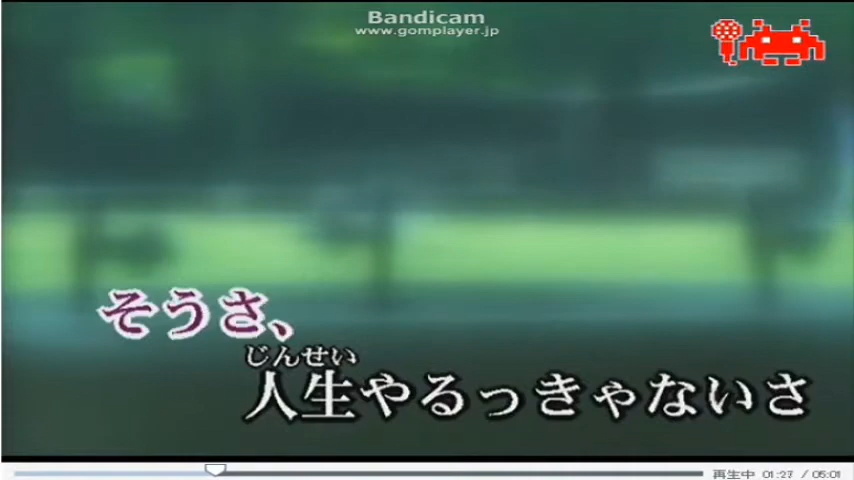 Bandicam
www.gomplayer.jp
そうさ、
じんせい
人生やるっきゃないさ
再生中 01:27 / 05:01